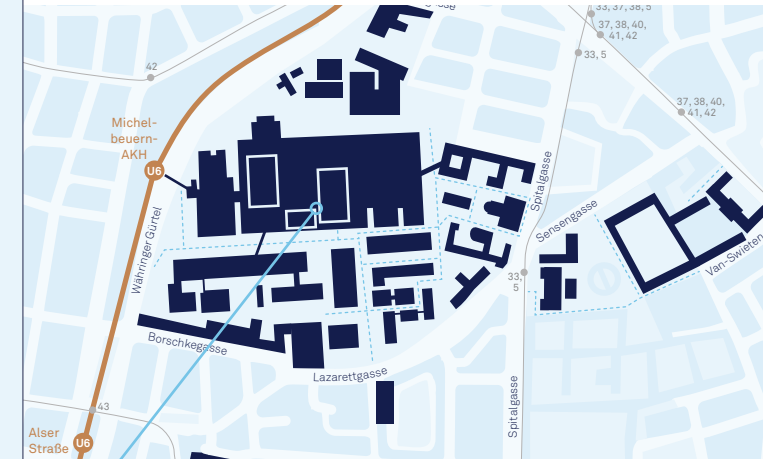 33, 37, 38, 5
37, 38, 40,
41, 42
33, 5
42
37, 38, 40,
41, 42
Michel-
beuern-
AKH
U6
Spitalgasse
Sensengasse
Währinger Gürtel
Van-Swieten
33,
5
Borschkegasse
Lazarettgasse
Spitalgasse
43
Alser
Straße
U6